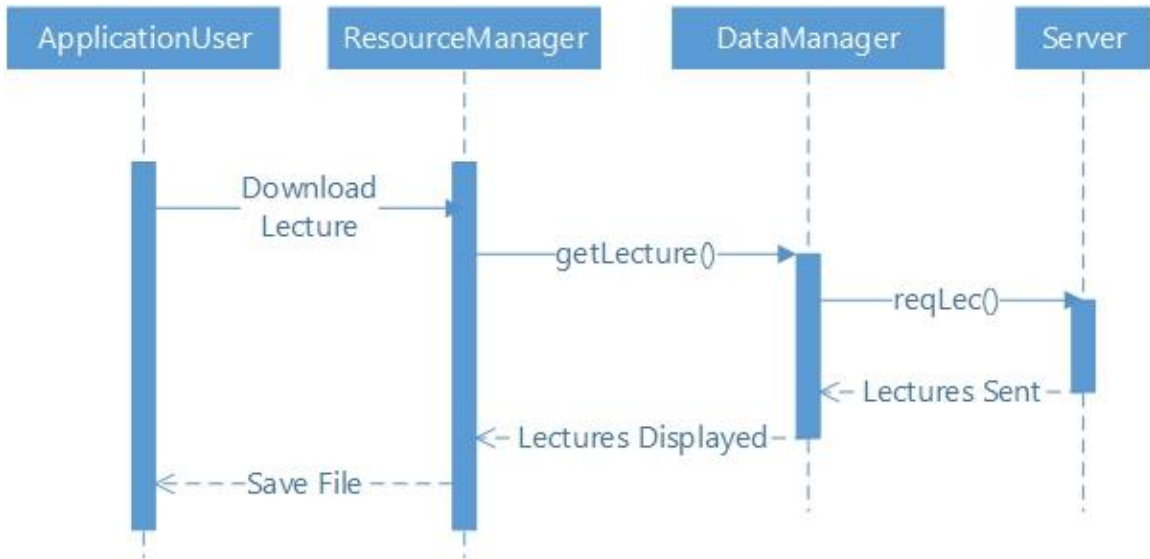 ApplicationUser
ResourceManager
DataManager
Server
Download
Lecture
getLecture()
reqLec()
Lectures Sent
Lectures Displayed
Save File